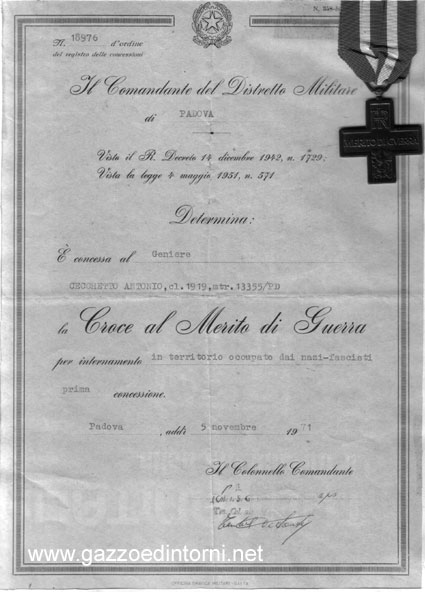 N. 18976 d'ordine
del registro delle concessioni
Il Comandante del Distretto Militare
di PADOVA
Visto il R. Decreto 14 dicembre 1942, n. 1729;
Vista la legge 4 maggio 1951, n. 571
MERITO DI GUERRA
Determina:
È concessa al Geniere
CECCHETTO ANTONIO, cl.1919, mtr. 13355/PD
la Croce al Merito di Guerra
per internamento in territorio occupato dai nazi-fascisti
prima concessione.
Padova, addì 5 novembre 1971
Il Colonnello Comandante
www.gazzoedintorni.net